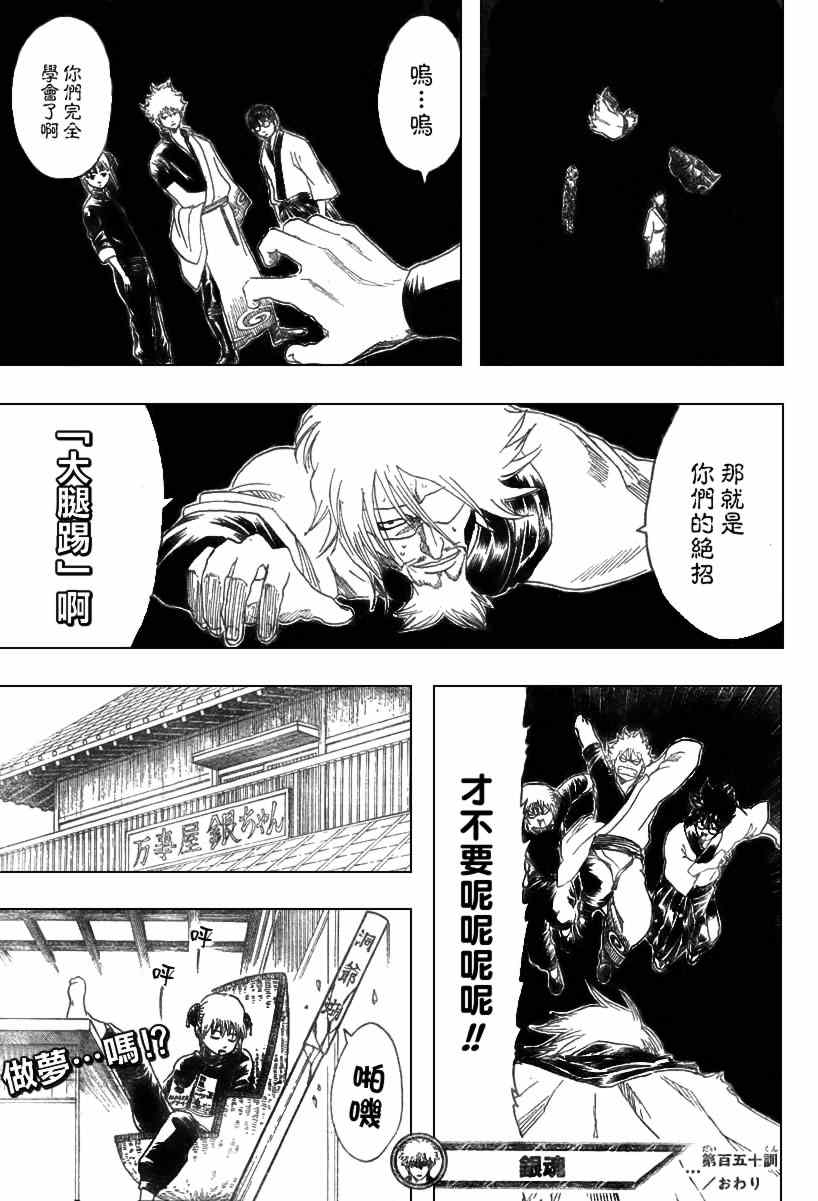 嗚…嗚
你們完全
學會了啊
那就是
你們的絕招
「大腿踢」啊
才不要呢呢呢呢!!
万事屋 銀ちゃん
洞爺湖
呼
呼
啪嘰
做夢…嗎!?
銀魂
第百五十訓
…
／おわり